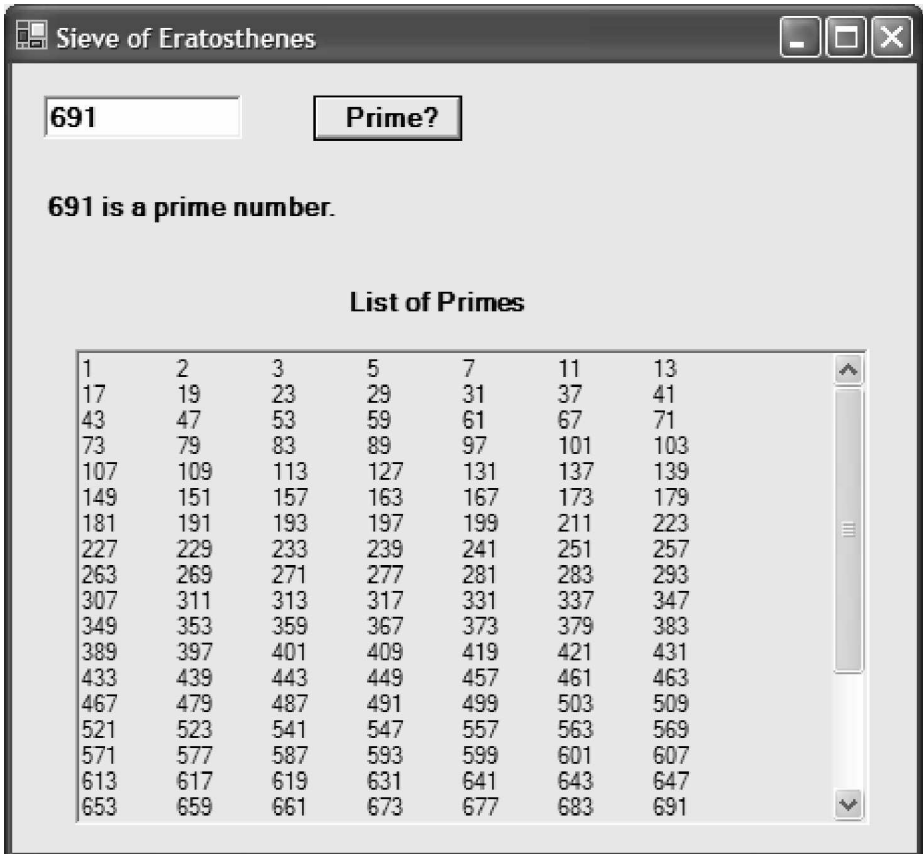 Sieve of Eratosthenes
691 Prime?
691 is a prime number.
List of Primes
1 2 3 5 7 11 13
17 19 23 29 31 37 41
43 47 53 59 61 67 71
73 79 83 89 97 101 103
107 109 113 127 131 137 139
149 151 157 163 167 173 179
181 191 193 197 199 211 223
227 229 233 239 241 251 257
263 269 271 277 281 283 293
307 311 313 317 331 337 347
349 353 359 367 373 379 383
389 397 401 409 419 421 431
433 439 443 449 457 461 463
467 479 487 491 499 503 509
521 523 541 547 557 563 569
571 577 587 593 599 601 607
613 617 619 631 641 643 647
653 659 661 673 677 683 691